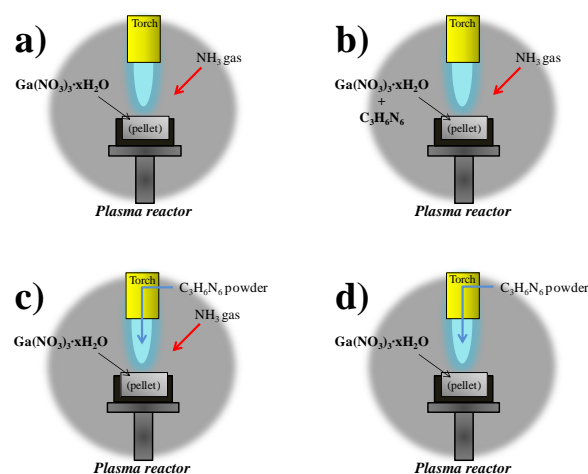 a)
Torch
NH₃ gas
Ga(NO₃)₃·xH₂O
(pellet)
Plasma reactor
b)
Torch
NH₃ gas
Ga(NO₃)₃·xH₂O
+
C₃H₆N₆
(pellet)
Plasma reactor
c)
Torch
C₃H₆N₆ powder
NH₃ gas
Ga(NO₃)₃·xH₂O
(pellet)
Plasma reactor
d)
Torch
C₃H₆N₆ powder
Ga(NO₃)₃·xH₂O
(pellet)
Plasma reactor